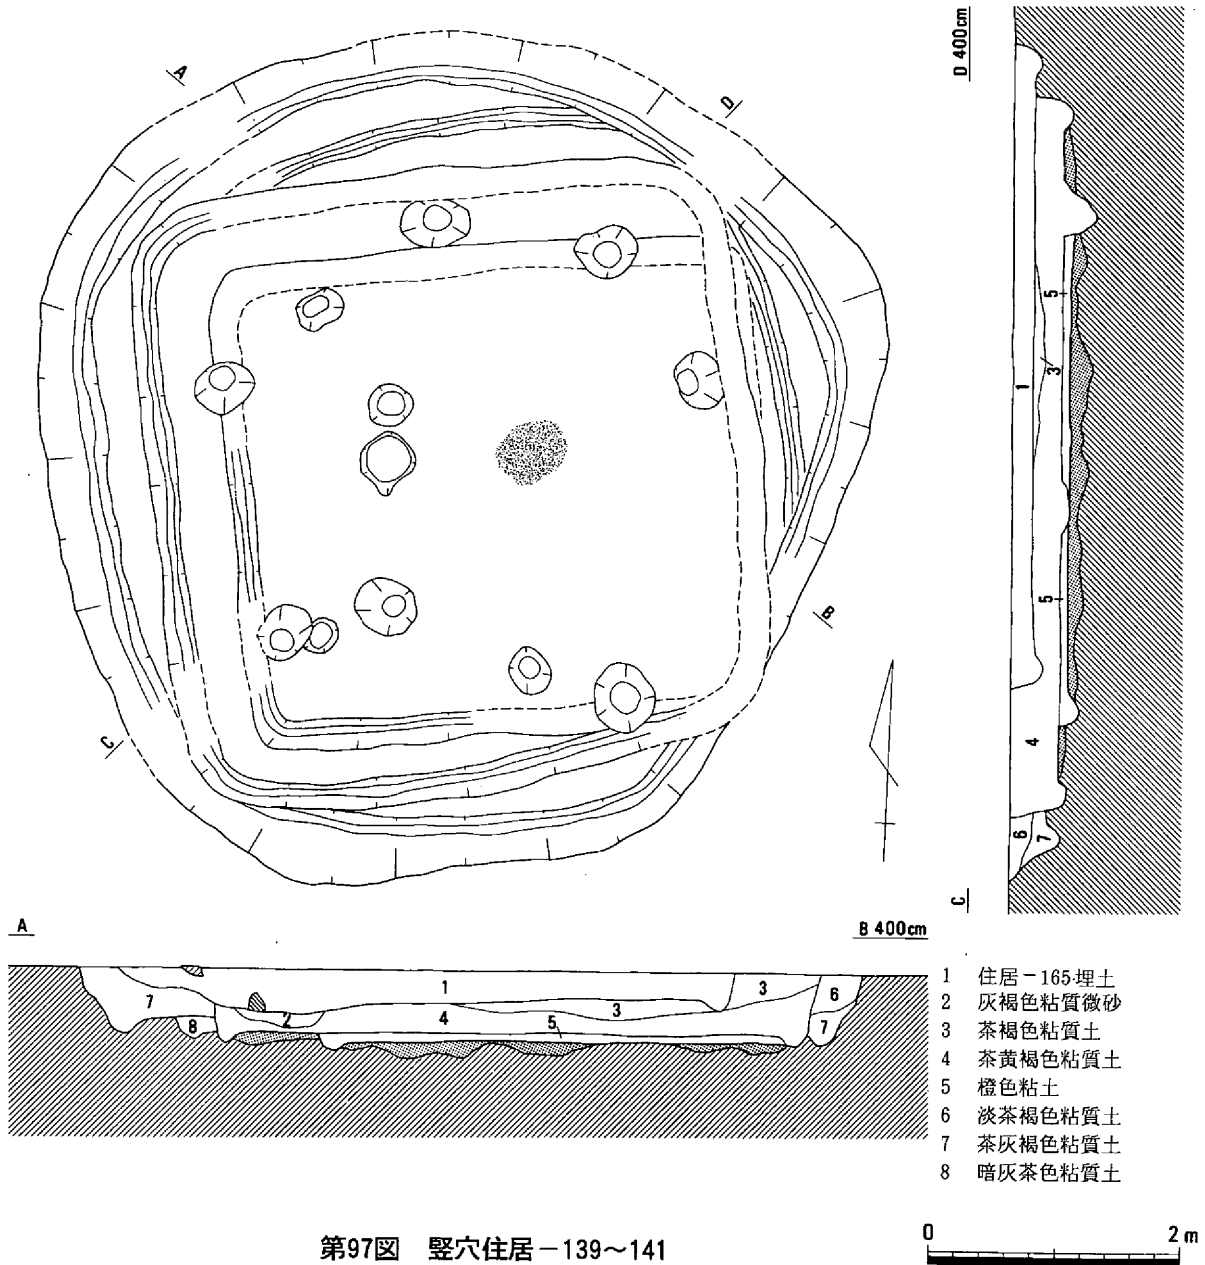 A
D
C
B
D 400cm
1
5
3
5
4
6
7
C
A
B 400cm
7
8
2
1
4
5
3
3
6
7
1 住居－165埋土
2 灰褐色粘質微砂
3 茶褐色粘質土
4 茶黄褐色粘質土
5 橙色粘土
6 淡茶褐色粘質土
7 茶灰褐色粘質土
8 暗灰茶色粘質土
第97図 竪穴住居－139～141
0 2m